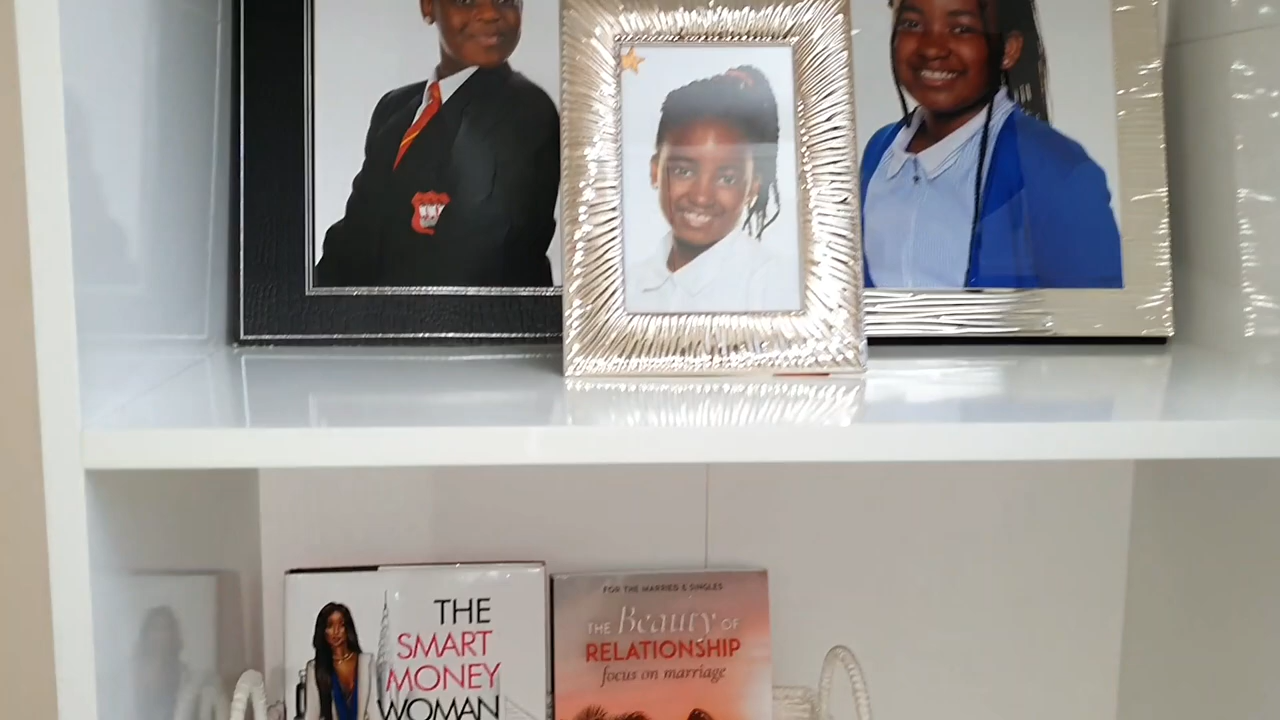 THE
SMART
MONEY
WOMAN
FOR THE MARRIED & SINGLES
THE Beauty OF
RELATIONSHIP
focus on marriage